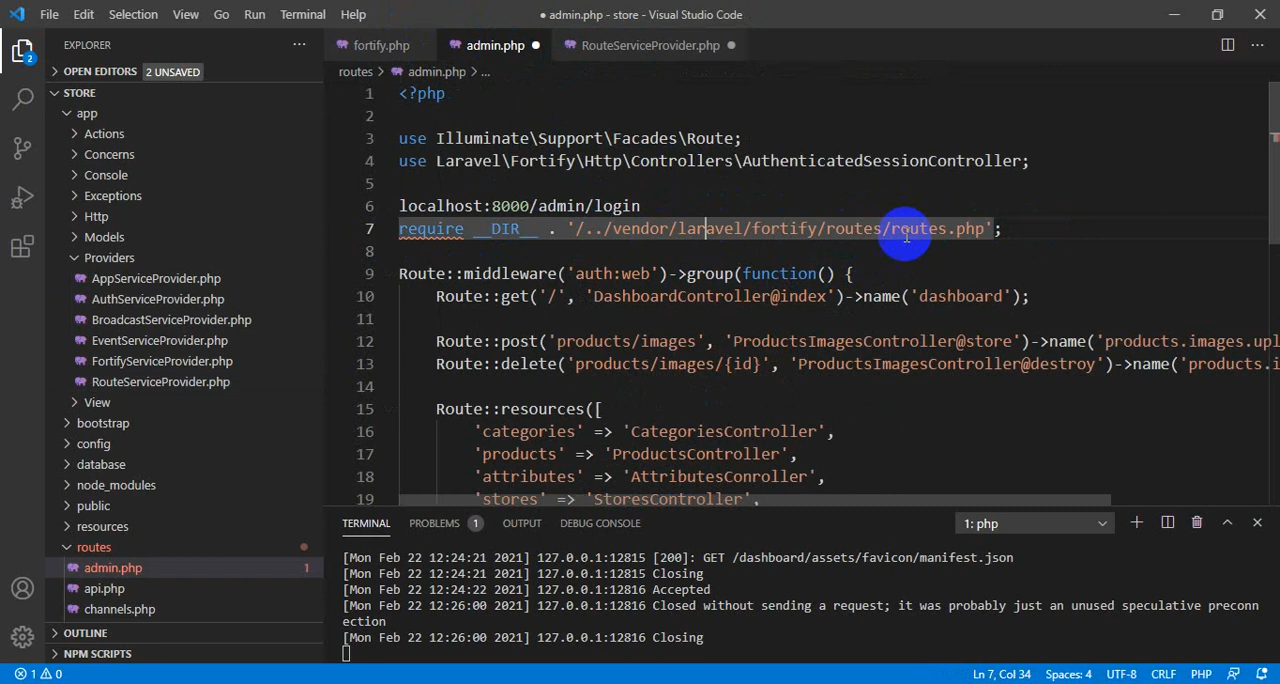 File Edit Selection View Go Run Terminal Help
● admin.php - store - Visual Studio Code
EXPLORER
fortify.php
admin.php
RouteServiceProvider.php
2
OPEN EDITORS 2 UNSAVED
STORE
app
Actions
Concerns
Console
Exceptions
Http
Models
Providers
AppServiceProvider.php
AuthServiceProvider.php
BroadcastServiceProvider.php
EventServiceProvider.php
FortifyServiceProvider.php
RouteServiceProvider.php
View
bootstrap
config
database
node_modules
public
resources
routes
admin.php 1
api.php
channels.php
OUTLINE
NPM SCRIPTS
routes > admin.php > ...
1 <?php
2
3 use Illuminate\Support\Facades\Route;
4 use Laravel\Fortify\Http\Controllers\AuthenticatedSessionController;
5
6 localhost:8000/admin/login
7 require __DIR__ . '/../vendor/laravel/fortify/routes/routes.php';
8
9 Route::middleware('auth:web')->group(function() {
10 Route::get('/', 'DashboardController@index')->name('dashboard');
11
12 Route::post('products/images', 'ProductsImagesController@store')->name('products.images.upl
13 Route::delete('products/images/{id}', 'ProductsImagesController@destroy')->name('products.i
14
15 Route::resources([
16 'categories' => 'CategoriesController',
17 'products' => 'ProductsController',
18 'attributes' => 'AttributesConroller',
19 'stores' => 'StoresController',
TERMINAL PROBLEMS 1 OUTPUT DEBUG CONSOLE 1: php
[Mon Feb 22 12:24:21 2021] 127.0.0.1:12815 [200]: GET /dashboard/assets/favicon/manifest.json
[Mon Feb 22 12:24:21 2021] 127.0.0.1:12815 Closing
[Mon Feb 22 12:24:22 2021] 127.0.0.1:12816 Accepted
[Mon Feb 22 12:26:00 2021] 127.0.0.1:12816 Closed without sending a request; it was probably just an unused speculative preconn
ection
[Mon Feb 22 12:26:00 2021] 127.0.0.1:12816 Closing
1 0 Ln 7, Col 34 Spaces: 4 UTF-8 CRLF PHP